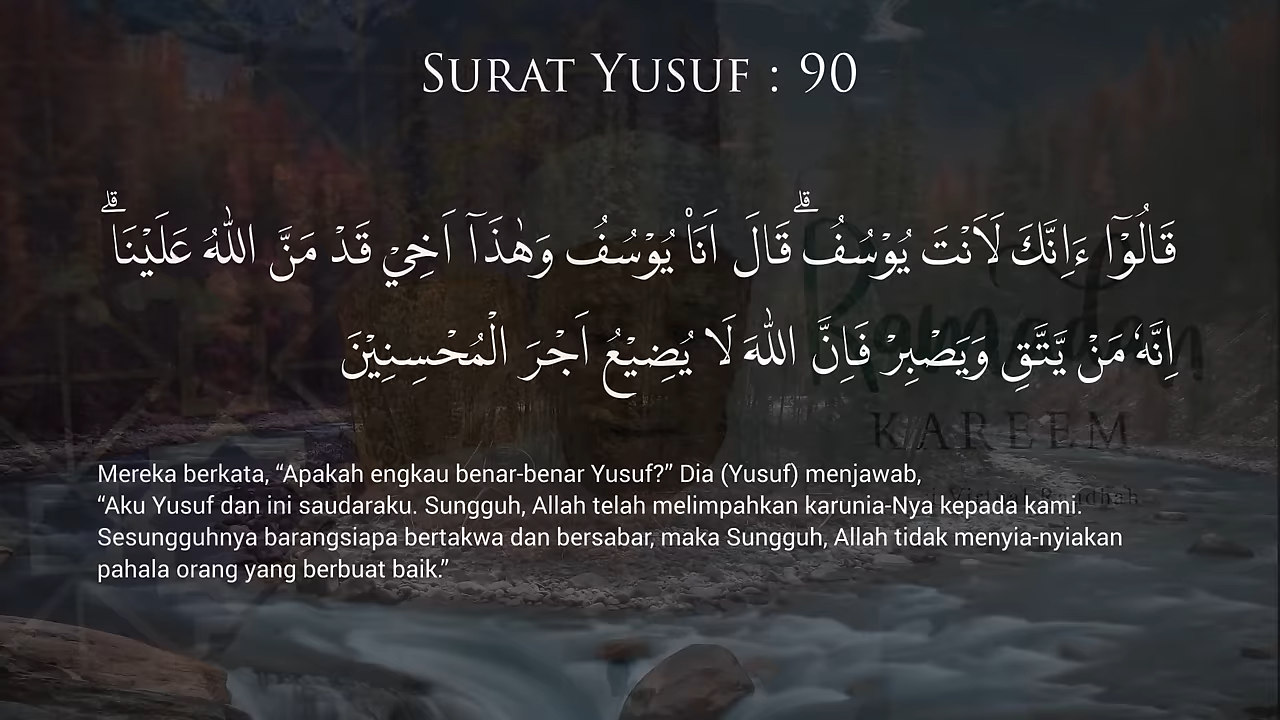 SURAT YUSUF : 90
قَالُوْٓا ءَاِنَّكَ لَاَنْتَ يُوْسُفُ ۗقَالَ اَنَا۠ يُوْسُفُ وَهٰذَآ اَخِيْ قَدْ مَنَّ اللّٰهُ عَلَيْنَاۗ
اِنَّهٗ مَنْ يَّتَّقِ وَيَصْبِرْ فَاِنَّ اللّٰهَ لَا يُضِيْعُ اَجْرَ الْمُحْسِنِيْنَ
Ramadan
KAREEM
Mereka berkata, “Apakah engkau benar-benar Yusuf?” Dia (Yusuf) menjawab,
“Aku Yusuf dan ini saudaraku. Sungguh, Allah telah melimpahkan karunia-Nya kepada kami.
Sesungguhnya barangsiapa bertakwa dan bersabar, maka Sungguh, Allah tidak menyia-nyiakan
pahala orang yang berbuat baik.”